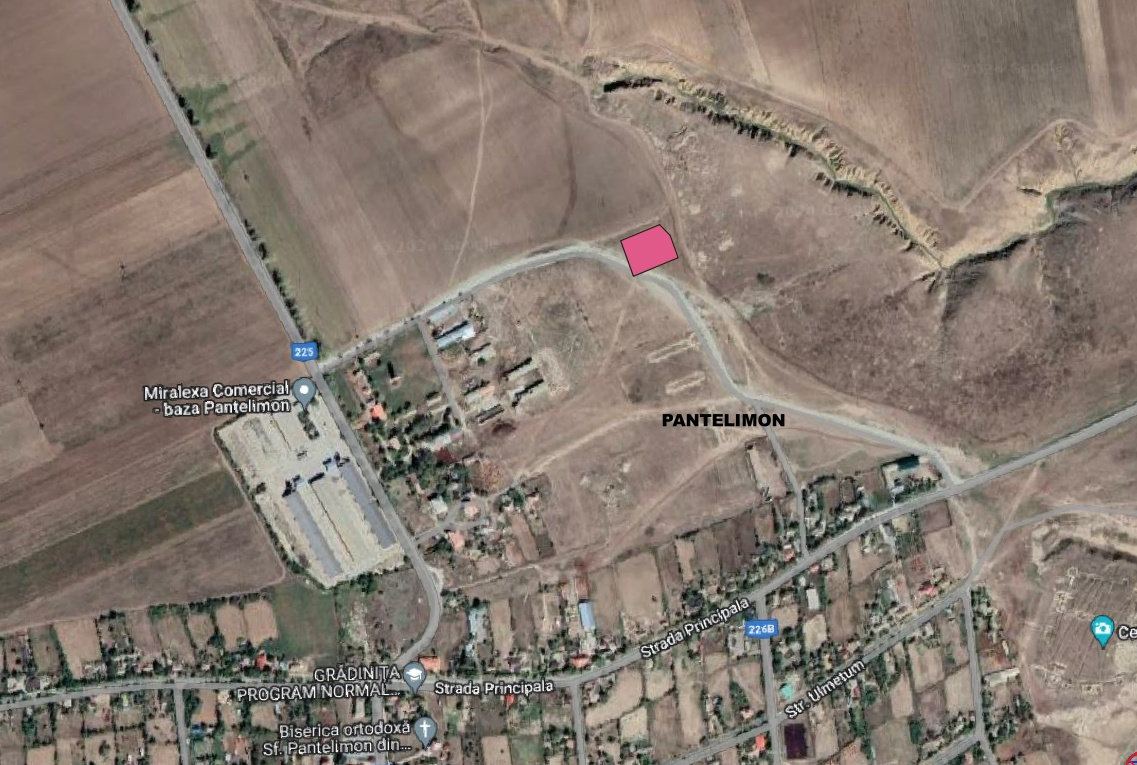 225
Miralexa Comercial
- baza Pantelimon
PANTELIMON
Strada Principala
226B
Ce
GRĂDINIȚA
PROGRAM NORMAL...
Strada Principala
Str. Ulmetum
Biserica ortodoxă
Sf. Pantelimon din...